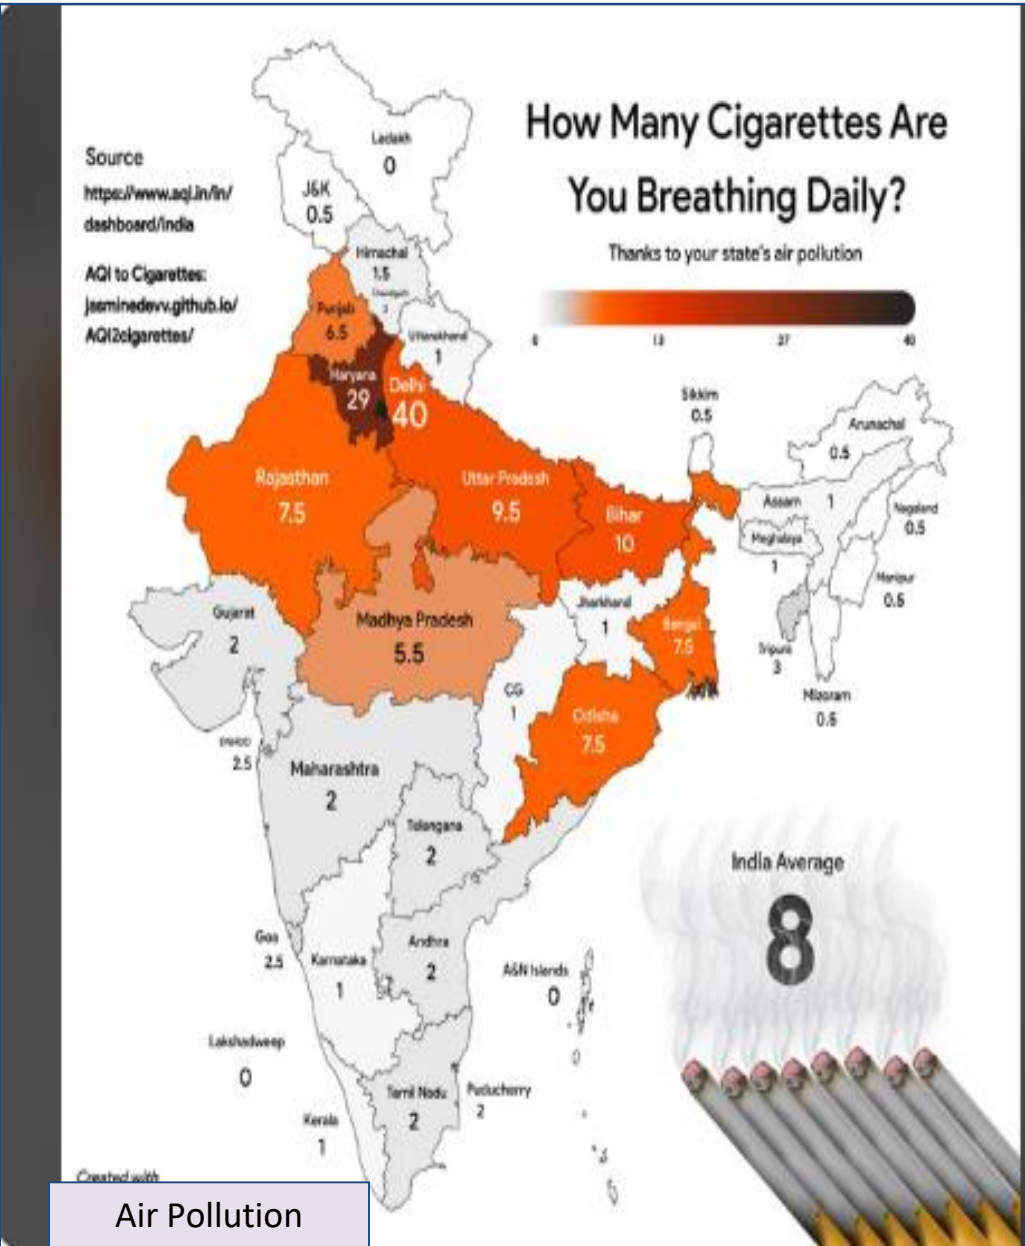 How Many Cigarettes Are
You Breathing Daily?
Thanks to your state's air pollution
0 13 27 40
Source
https://www.aqi.in/in/
dashboard/india
AQI to Cigarettes:
jasminedevv.github.io/
AQI2cigarettes/
Ladakh
0
J&K
0.5
Himachal
1.5
Chandigarh
Punjab
6.5
Uttarakhand
1
Haryana
29
Delhi
40
Sikkim
0.5
Arunachal
0.5
Rajasthan
7.5
Uttar Pradesh
9.5
Bihar
10
Assam 1
Nagaland
0.5
Meghalaya
1
Manipur
0.5
Gujarat
2
Madhya Pradesh
5.5
Jharkhand
1
Bengal
7.5
Tripura
3
Mizoram
0.5
CG
1
Odisha
7.5
2.5
Maharashtra
2
Telangana
2
India Average
8
Goa
2.5
Karnataka
1
Andhra
2
A&N Islands
0
Lakshadweep
0
Tamil Nadu
2
Puducherry
2
Kerala
1
Created with
Air Pollution